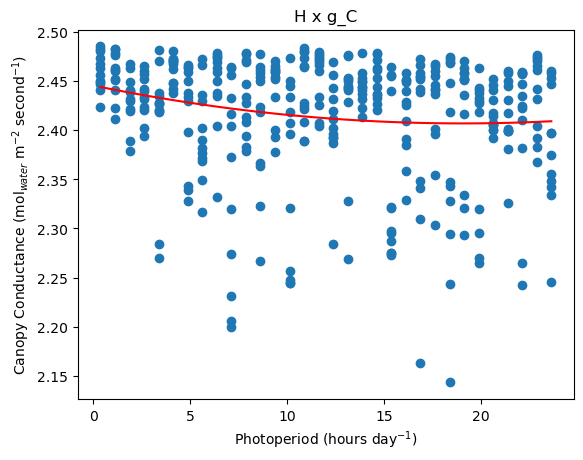 H x g_C
2.50
2.45
2.40
2.35
2.30
2.25
2.20
2.15
Canopy Conductance (mol_water m⁻² second⁻¹)
0 5 10 15 20
Photoperiod (hours day⁻¹)